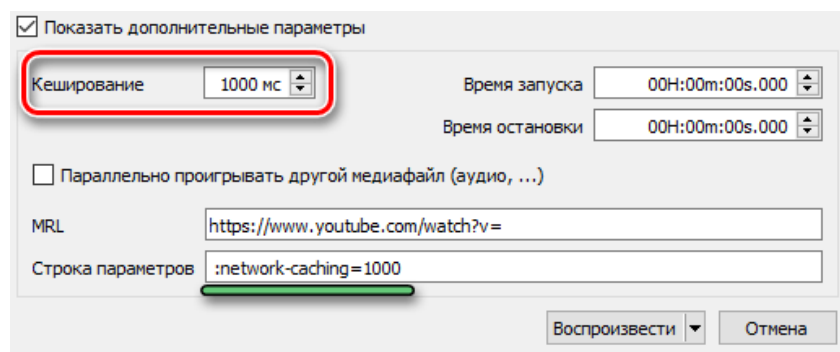 Показать дополнительные параметры
Кеширование 1000 мс Время запуска 00H:00m:00s.000
Время остановки 00H:00m:00s.000
Параллельно проигрывать другой медиафайл (аудио, ...)
MRL https://www.youtube.com/watch?v=
Строка параметров :network-caching=1000
Воспроизвести Отмена